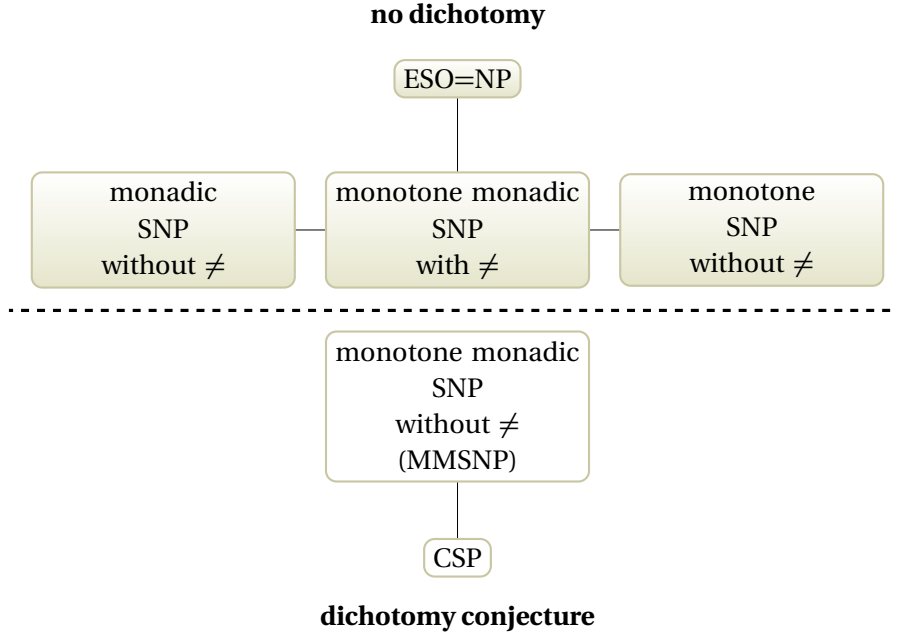 no dichotomy
ESO=NP
monadic
SNP
without ≠
monotone monadic
SNP
with ≠
monotone
SNP
without ≠
monotone monadic
SNP
without ≠
(MMSNP)
CSP
dichotomy conjecture